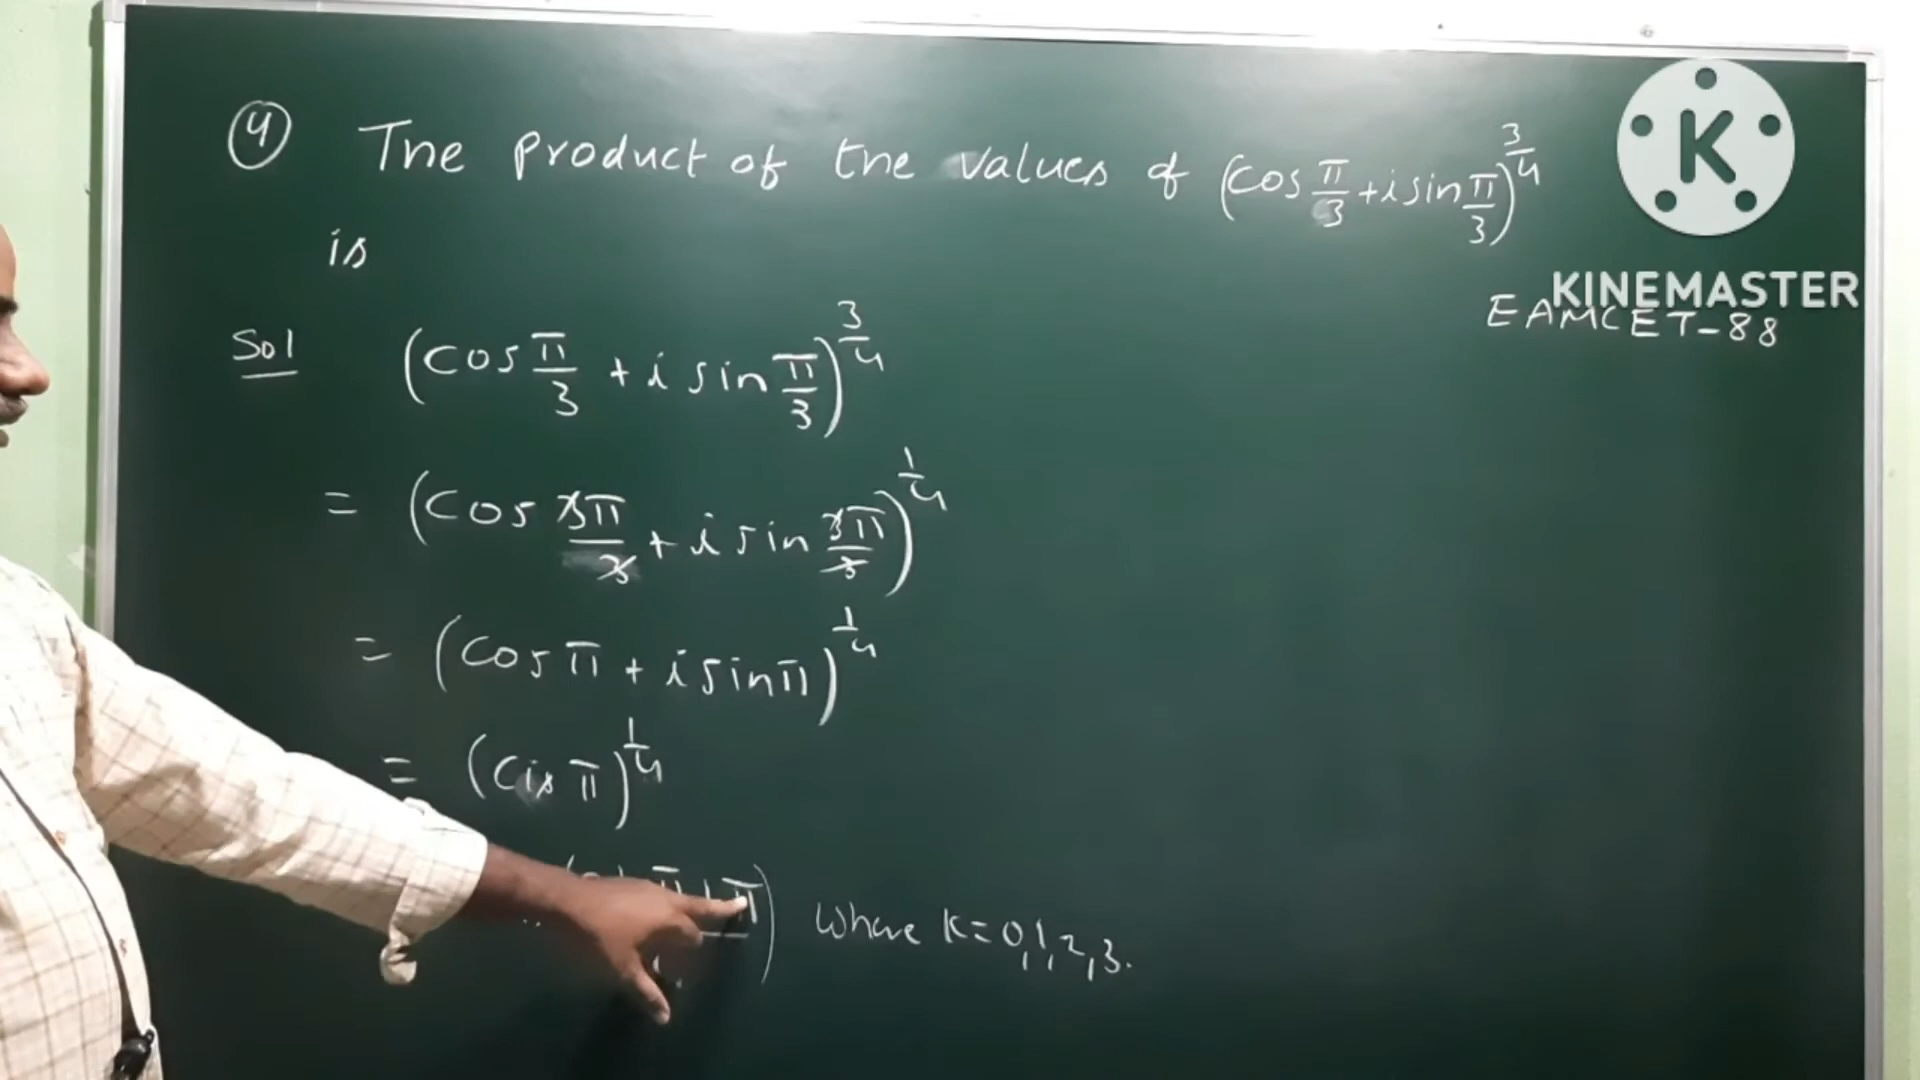 ④ The product of the values of (cos π/3 + i sin π/3)^3/4
is
K
KINEMASTER
EAMCET-88
Sol (cos π/3 + i sin π/3)^3/4
= (cos 3π/3 + i sin 3π/3)^1/4
= (cos π + i sin π)^1/4
= (cis π)^1/4
π + π) where k = 0, 1, 2, 3.